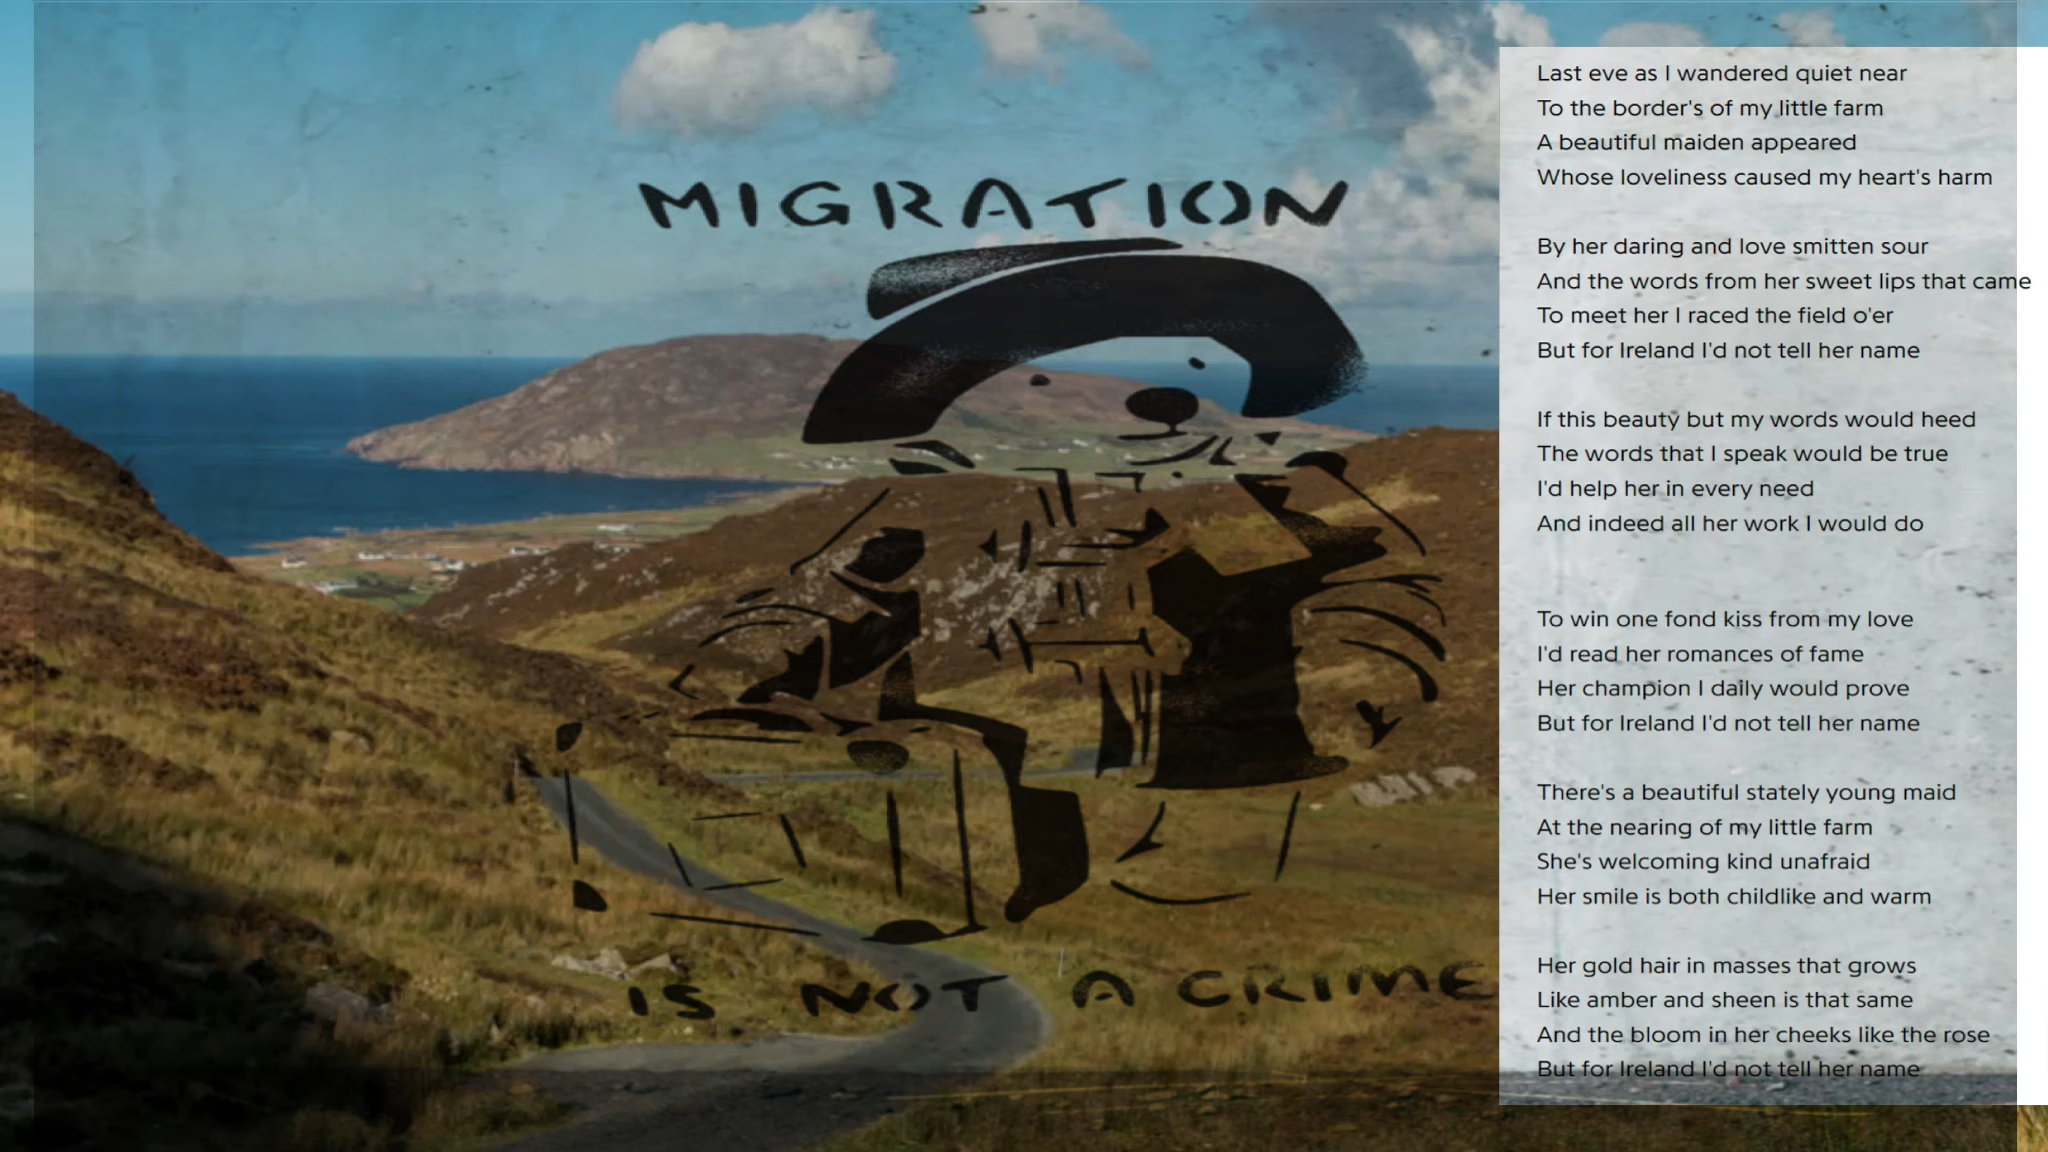 MIGRATION
IS NOT A CRIME
Last eve as I wandered quiet near
To the border's of my little farm
A beautiful maiden appeared
Whose loveliness caused my heart's harm
By her daring and love smitten sour
And the words from her sweet lips that came
To meet her I raced the field o'er
But for Ireland I'd not tell her name
If this beauty but my words would heed
The words that I speak would be true
I'd help her in every need
And indeed all her work I would do
To win one fond kiss from my love
I'd read her romances of fame
Her champion I daily would prove
But for Ireland I'd not tell her name
There's a beautiful stately young maid
At the nearing of my little farm
She's welcoming kind unafraid
Her smile is both childlike and warm
Her gold hair in masses that grows
Like amber and sheen is that same
And the bloom in her cheeks like the rose
But for Ireland I'd not tell her name